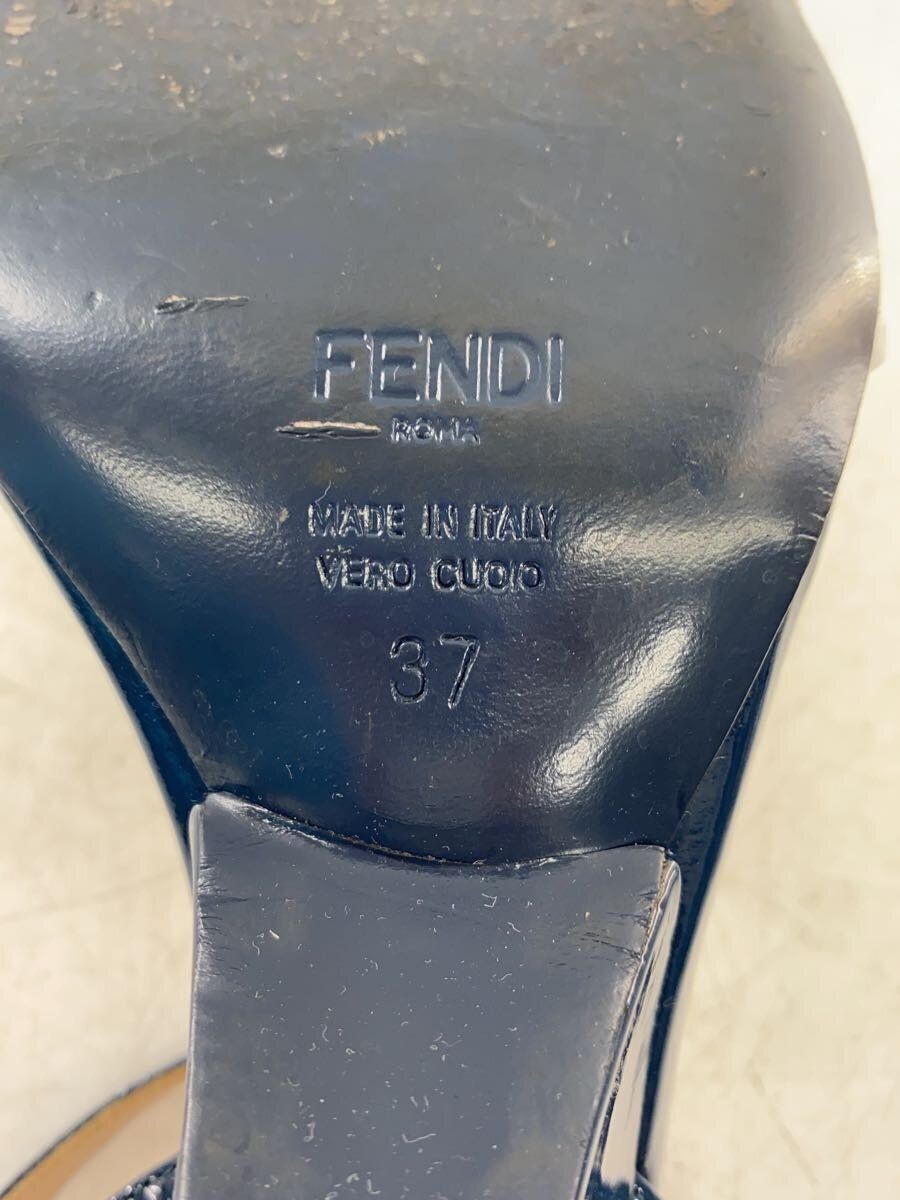 FENDI
ROMA
MADE IN ITALY
VERO CUOIO
37